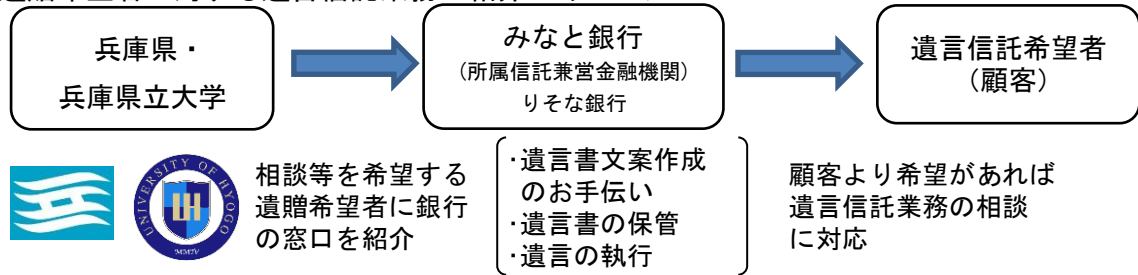 兵庫県・
兵庫県立大学
みなと銀行
(所属信託兼営金融機関)
りそな銀行
遺言信託希望者
(顧客)
UNIVERSITY OF HYOGO
UH
MMIV
相談等を希望する
遺贈希望者に銀行
の窓口を紹介
・遺言書文案作成
のお手伝い
・遺言書の保管
・遺言の執行
顧客より希望があれば
遺言信託業務の相談
に対応